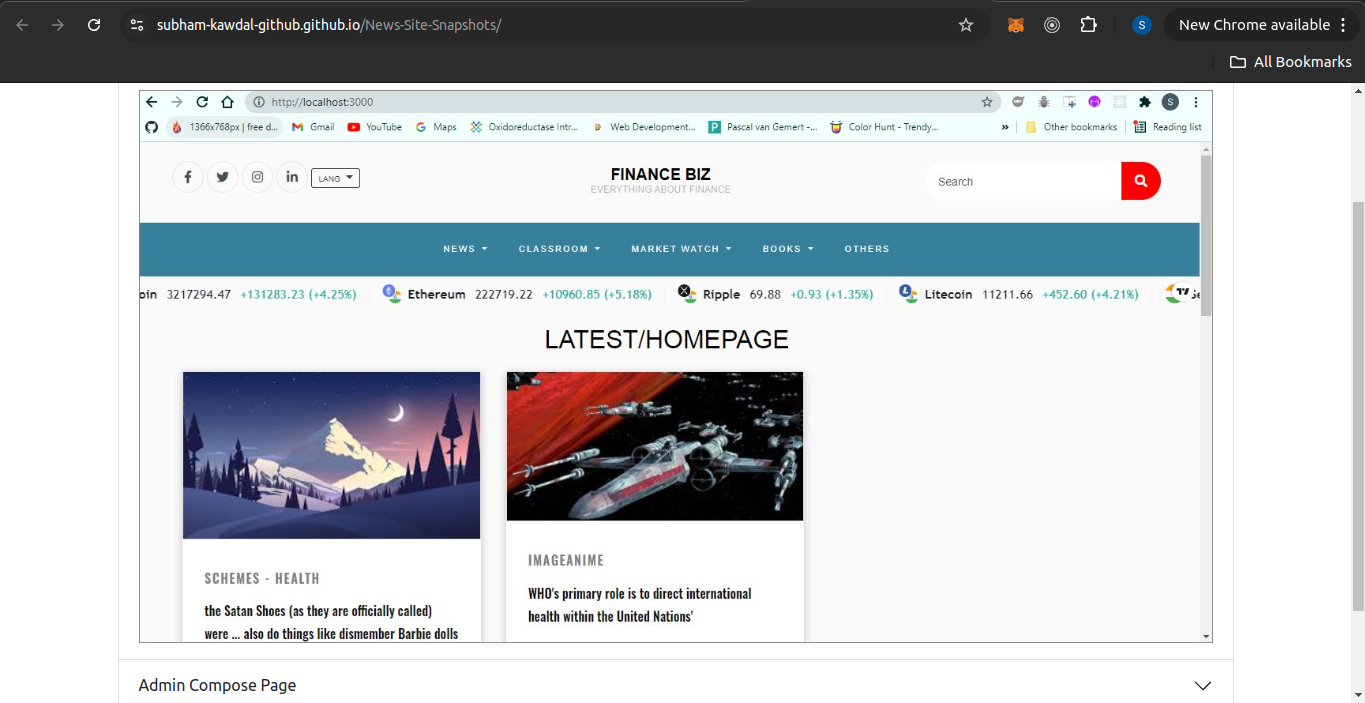 subham-kawdal-github.github.io/News-Site-Snapshots/
S
New Chrome available
All Bookmarks
http://localhost:3000
S
1366x768px | free d...
Gmail
YouTube
Maps
Oxidoreductase Intr...
Web Development...
Pascal van Gemert -...
Color Hunt - Trendy...
»
Other bookmarks
Reading list
LANG
FINANCE BIZ
EVERYTHING ABOUT FINANCE
Search
NEWS
CLASSROOM
MARKET WATCH
BOOKS
OTHERS
oin 3217294.47 +131283.23 (+4.25%)
Ethereum 222719.22 +10960.85 (+5.18%)
Ripple 69.88 +0.93 (+1.35%)
Litecoin 11211.66 +452.60 (+4.21%)
LATEST/HOMEPAGE
SCHEMES - HEALTH
the Satan Shoes (as they are officially called)
were ... also do things like dismember Barbie dolls
IMAGEANIME
WHO's primary role is to direct international
health within the United Nations'
Admin Compose Page